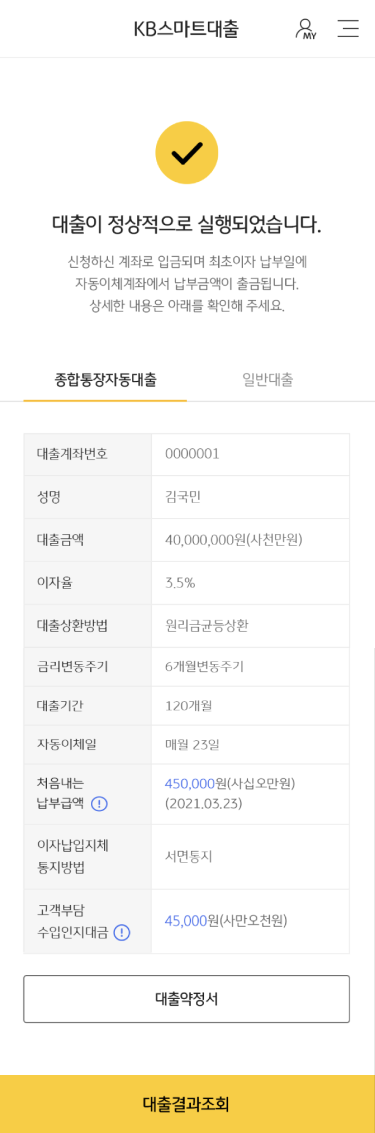 KB스마트대출
MY
대출이 정상적으로 실행되었습니다.
신청하신 계좌로 입금되며 최초이자 납부일에
자동이체계좌에서 납부금액이 출금됩니다.
상세한 내용은 아래를 확인해 주세요.
종합통장자동대출 일반대출
대출계좌번호 0000001
성명 김국민
대출금액 40,000,000원(사천만원)
이자율 3.5%
대출상환방법 원리금균등상환
금리변동주기 6개월변동주기
대출기간 120개월
자동이체일 매월 23일
처음내는
납부급액
450,000원(사십오만원)
(2021.03.23)
이자납입지체
통지방법
서면통지
고객부담
수입인지대금
45,000원(사만오천원)
대출약정서
대출결과조회